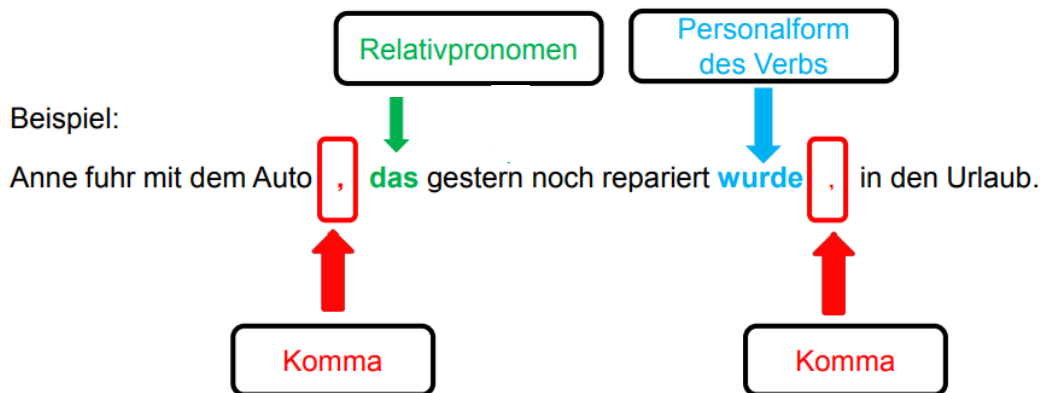 Relativpronomen
Personalform
des Verbs
Beispiel:
Anne fuhr mit dem Auto , das gestern noch repariert wurde , in den Urlaub.
Komma
Komma